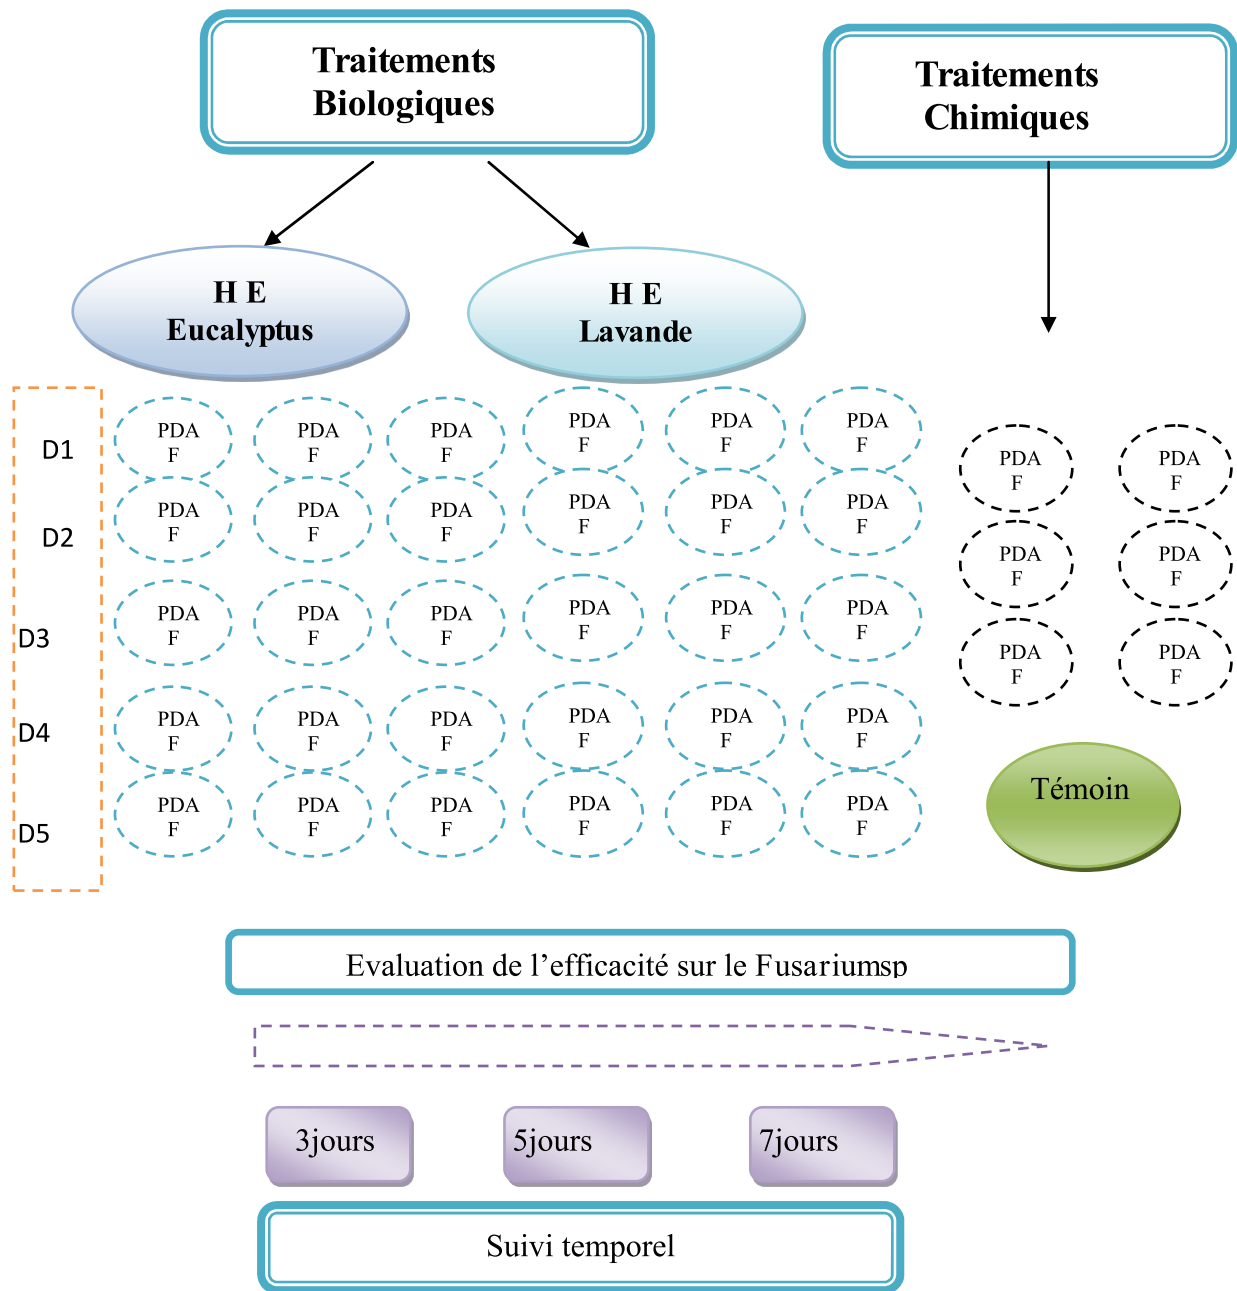 Traitements
Biologiques
Traitements
Chimiques
H E
Eucalyptus
H E
Lavande
D1
PDA PDA PDA PDA PDA PDA
F F F F F F
PDA PDA
F F
D2
PDA PDA PDA PDA PDA PDA
F F F F F F
PDA PDA
F F
D3
PDA PDA PDA PDA PDA PDA
F F F F F F
PDA PDA
F F
D4
PDA PDA PDA PDA PDA PDA
F F F F F F
Témoin
D5
PDA PDA PDA PDA PDA PDA
F F F F F F
Evaluation de l’efficacité sur le Fusariumsp
3jours
5jours
7jours
Suivi temporel